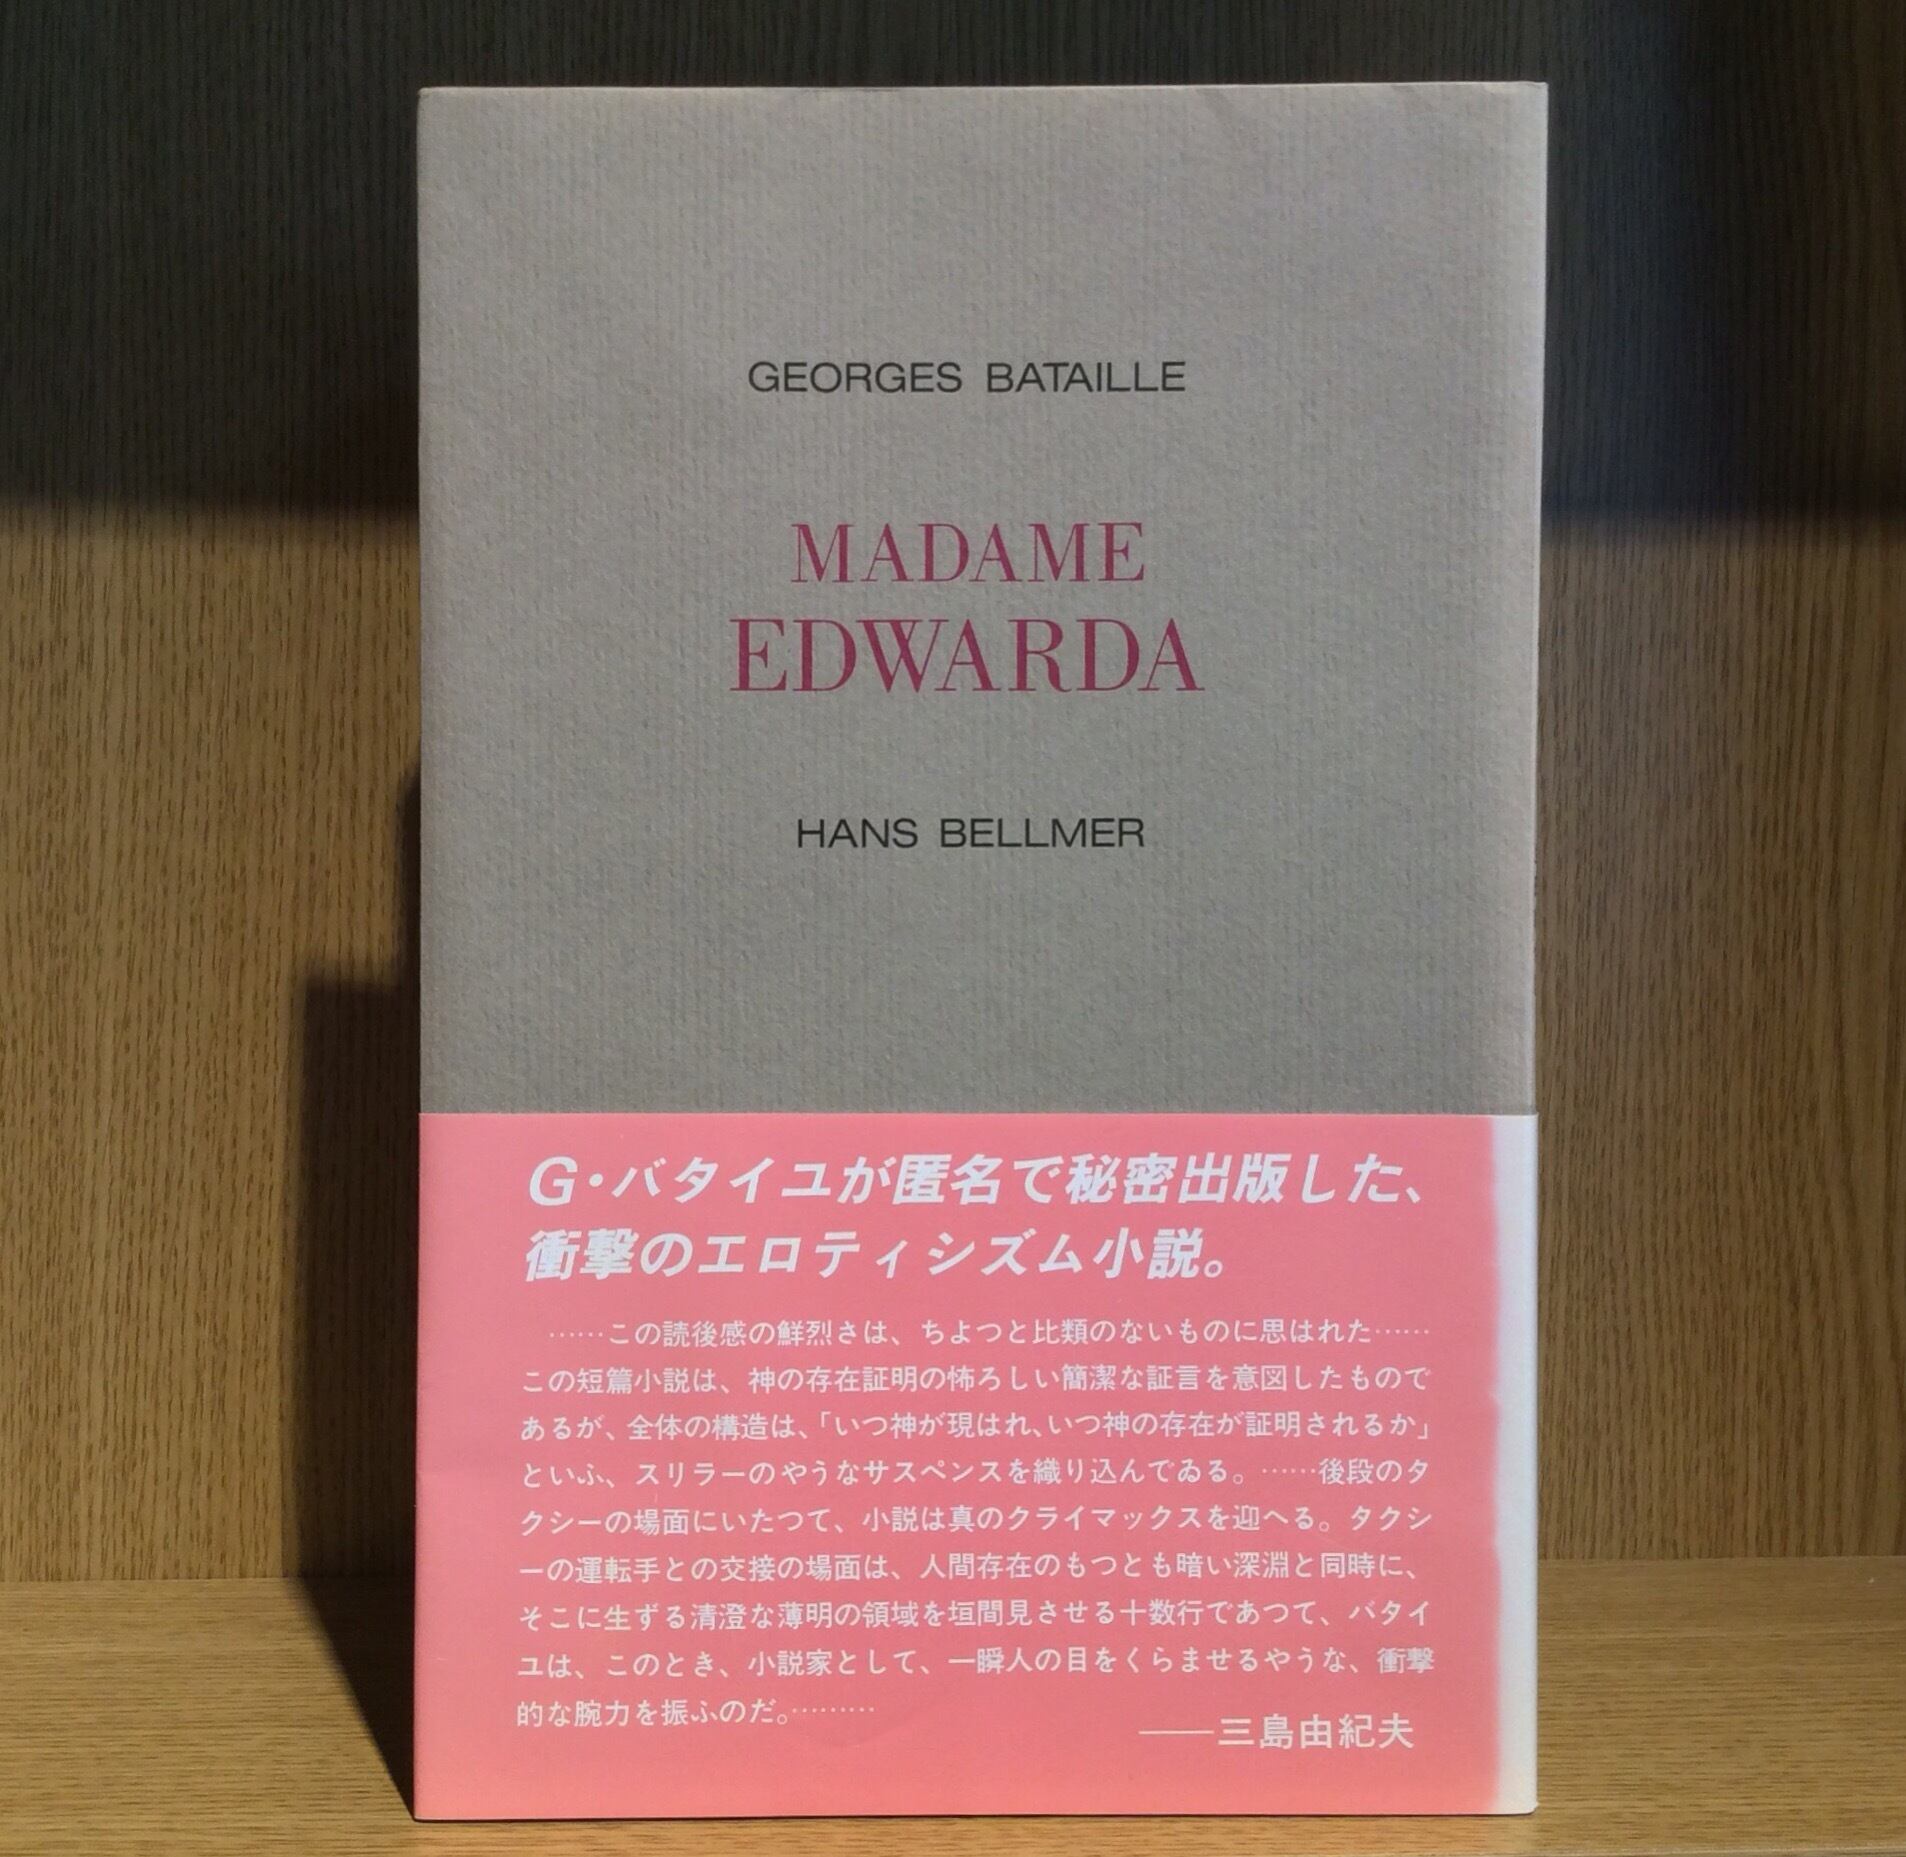 GEORGES BATAILLE
MADAME
EDWARDA
HANS BELLMER
G・バタイユが匿名で秘密出版した、
衝撃のエロティシズム小説。
……この読後感の鮮烈さは、ちよつと比類のないものに思はれた……
この短篇小説は、神の存在証明の怖ろしい簡潔な証言を意図したもので
あるが、全体の構造は、「いつ神が現はれ、いつ神の存在が証明されるか」
といふ、スリラーのやうなサスペンスを織り込んでゐる。……後段のタ
クシーの場面にいたつて、小説は真のクライマックスを迎へる。タクシ
ーの運転手との交接の場面は、人間存在のもつとも暗い深淵と同時に、
そこに生ずる清澄な薄明の領域を垣間見させる十数行であつて、バタイ
ユは、このとき、小説家として、一瞬人の目をくらませるやうな、衝撃
的な腕力を振ふのだ。………
――三島由紀夫